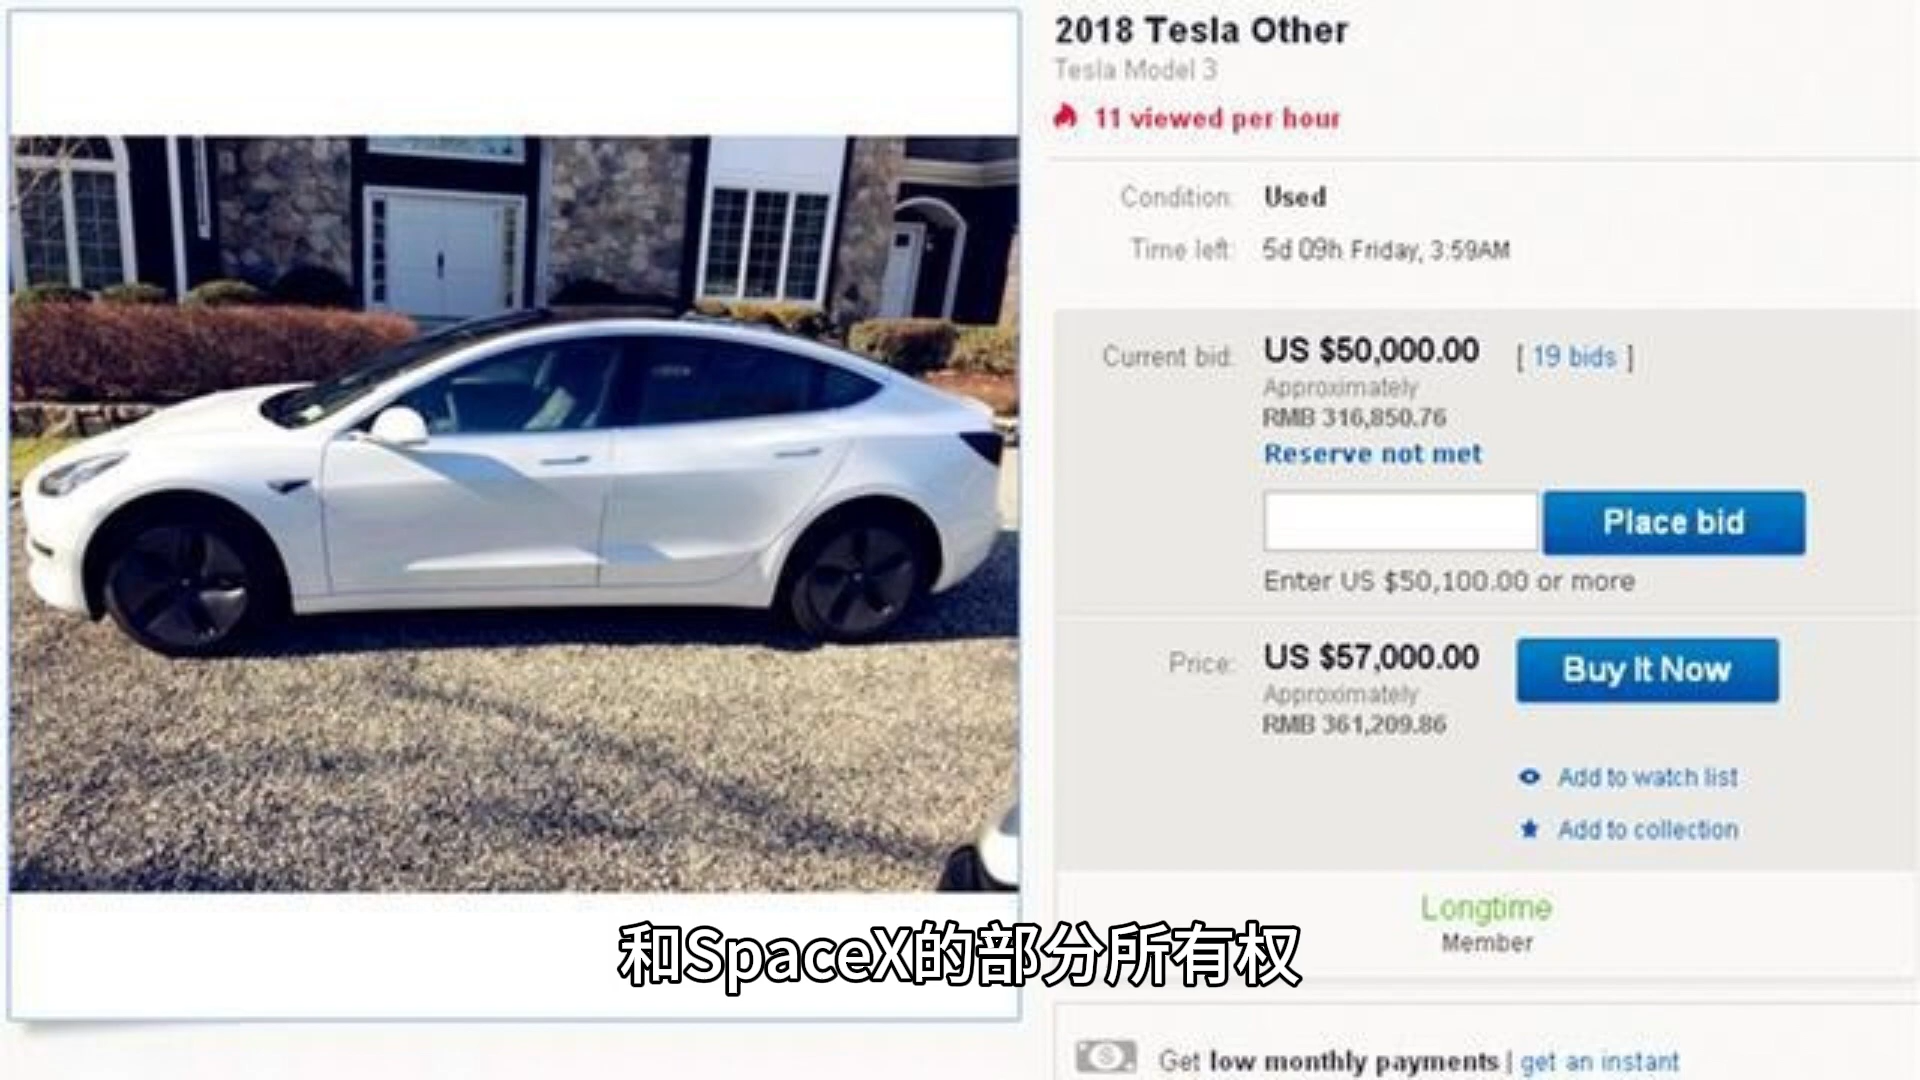 2018 Tesla Other
Tesla Model 3
11 viewed per hour
Condition: Used
Time left: 5d 09h Friday, 3:59AM
Current bid: US $50,000.00 [ 19 bids ]
Approximately
RMB 316,850.76
Reserve not met
Place bid
Enter US $50,100.00 or more
Price: US $57,000.00 Buy It Now
Approximately
RMB 361,209.86
Add to watch list
Add to collection
Longtime
Member
和SpaceX的部分所有权
Get low monthly payments | get an instant